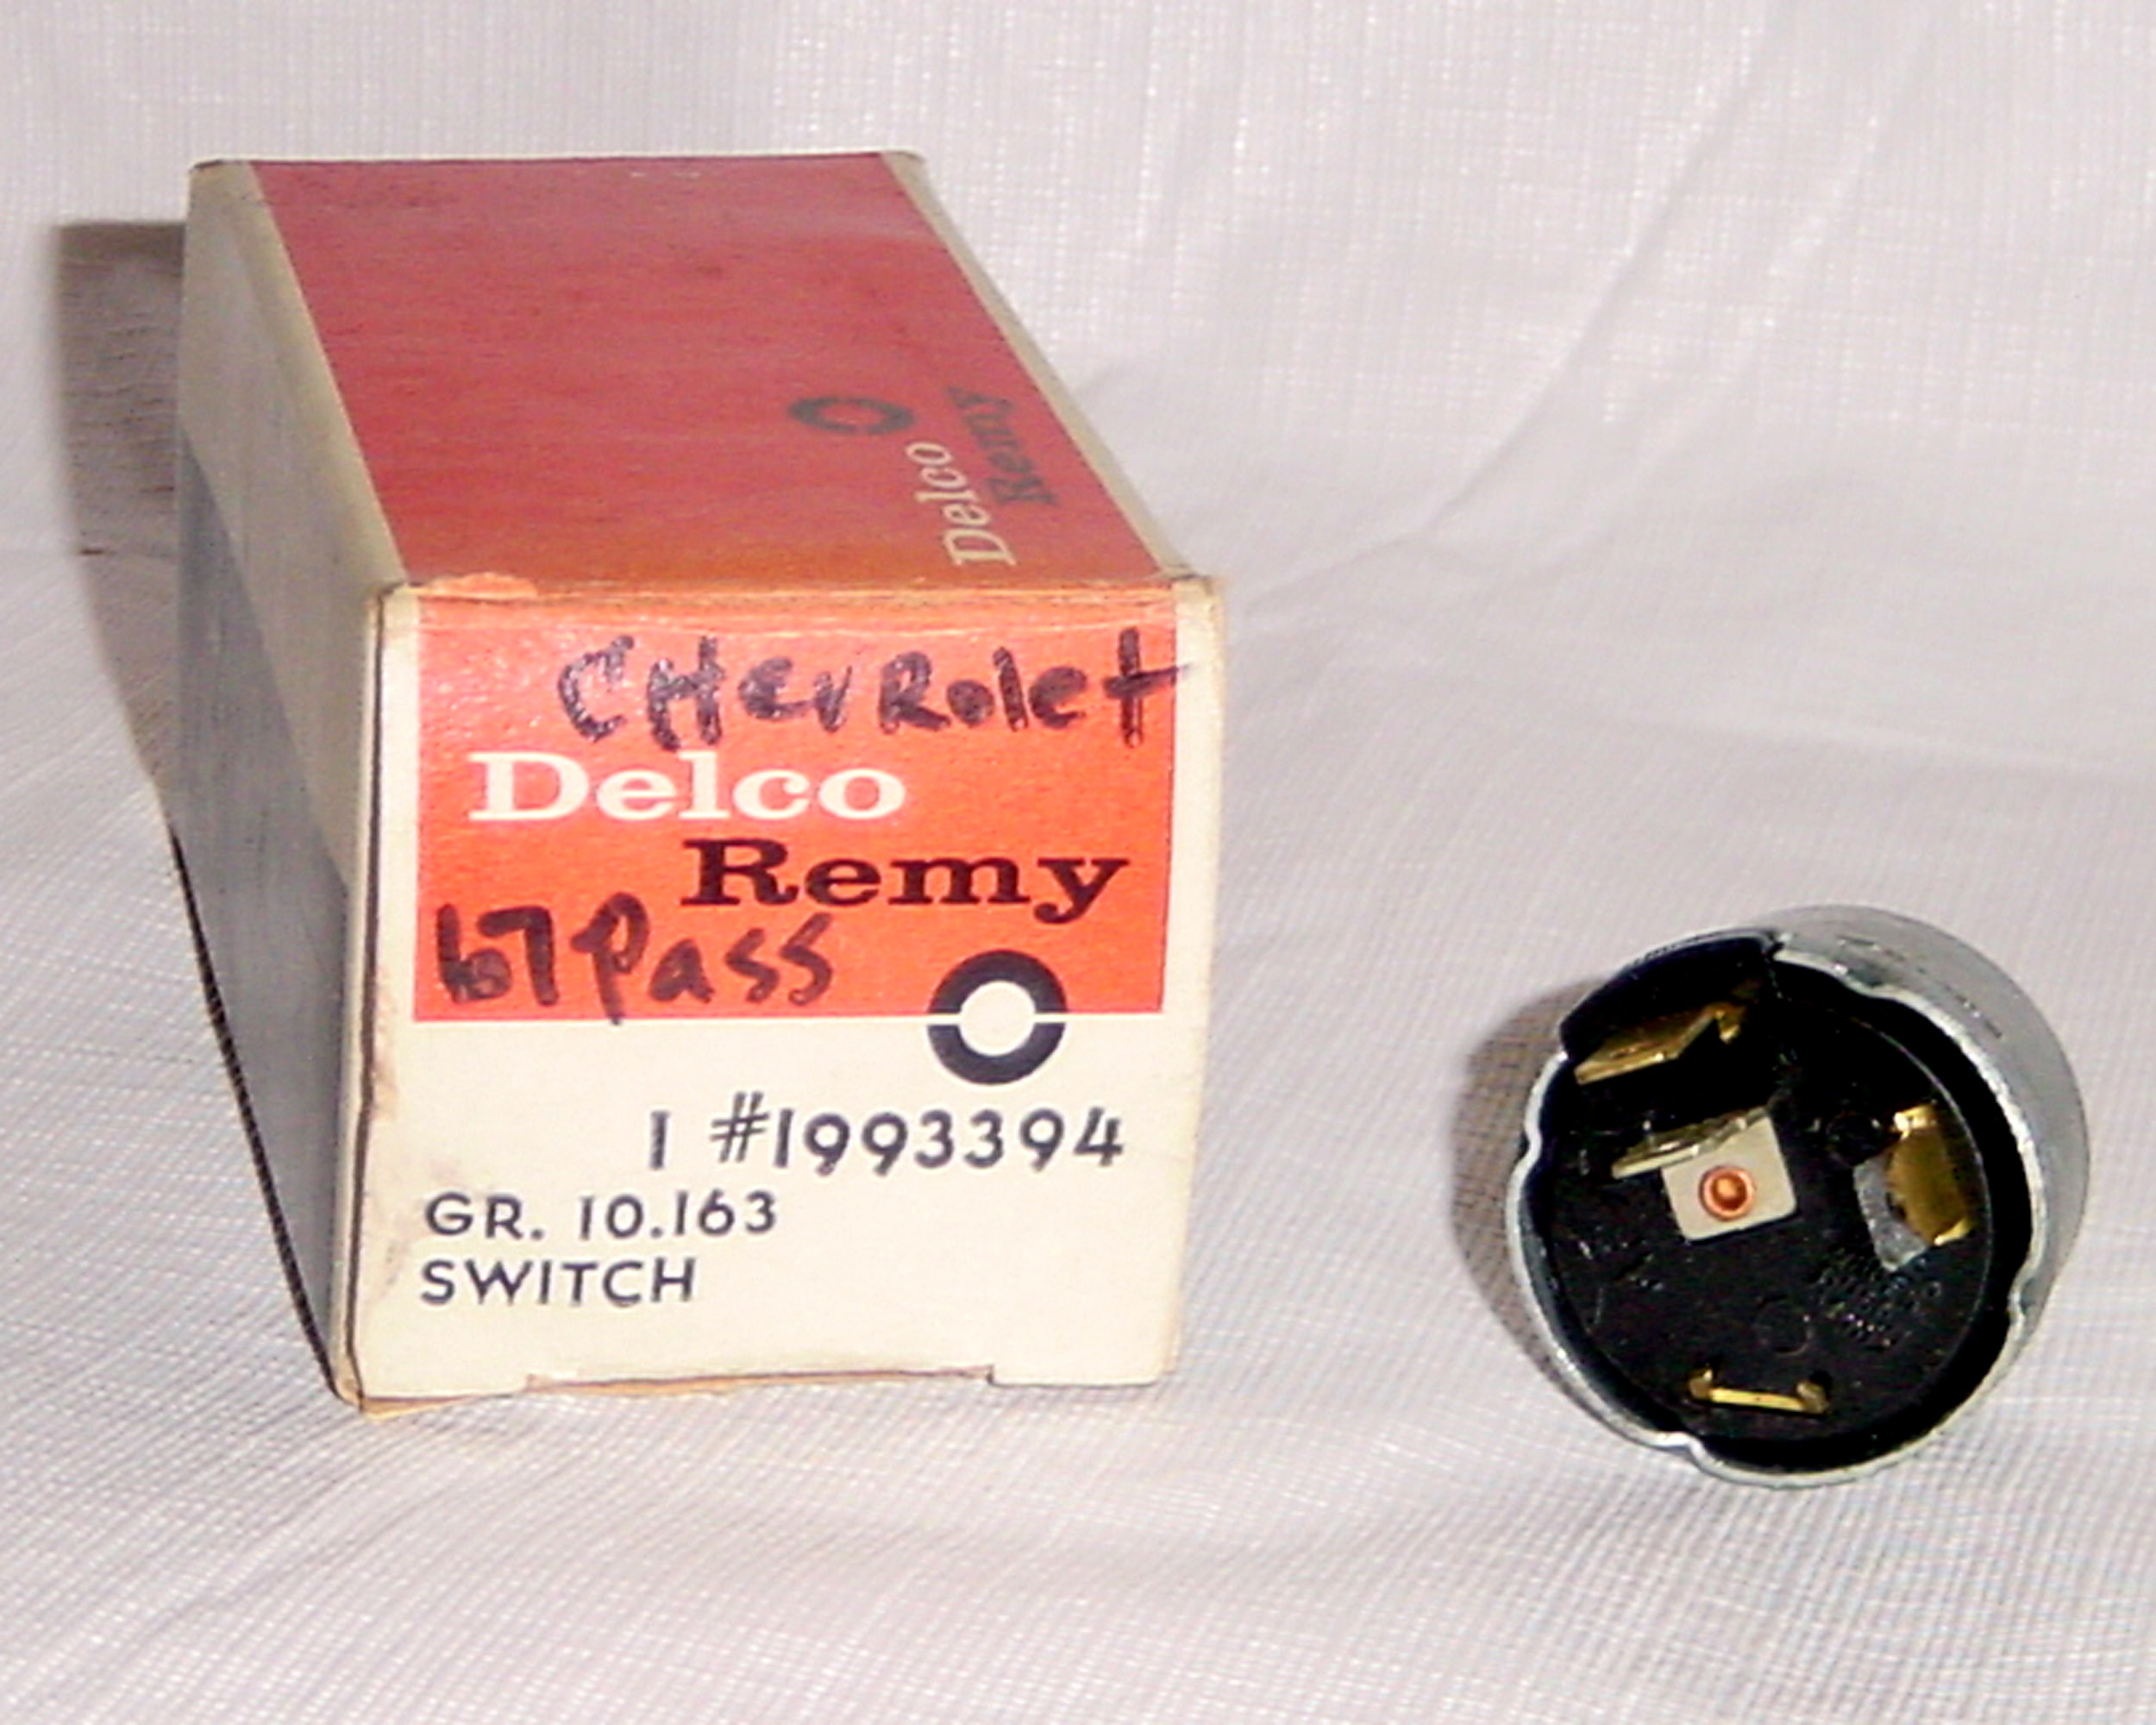 Delco
Remy
CHevRolet
Delco
Remy
67 Pass
1 #1993394
GR. 10.163
SWITCH